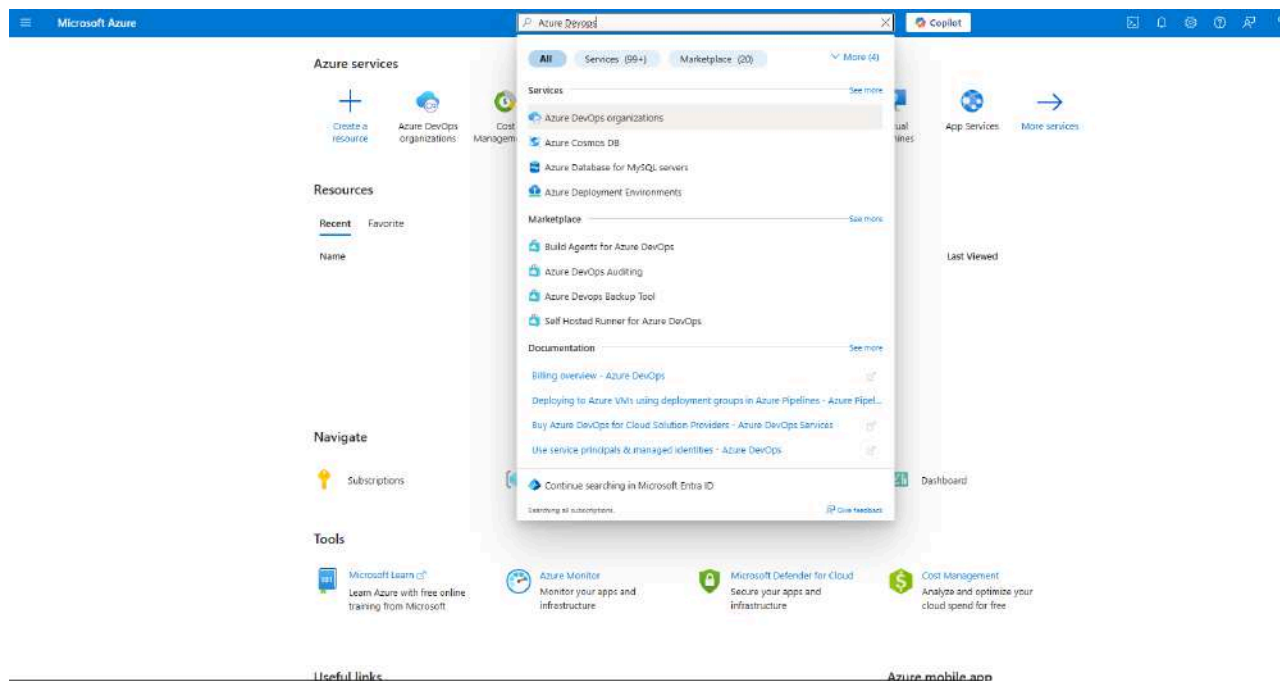 Microsoft Azure
Azure Devops
Copilot
Azure services
Create a resource
Azure DevOps organizations
Cost
Managem
ual
ines
App Services
More services
All
Services (99+)
Marketplace (20)
More (4)
Services
See more
Azure DevOps organizations
Azure Cosmos DB
Azure Database for MySQL servers
Azure Deployment Environments
Marketplace
See more
Build Agents for Azure DevOps
Azure DevOps Auditing
Azure Devops Backup Tool
Self Hosted Runner for Azure DevOps
Documentation
See more
Billing overview - Azure DevOps
Deploying to Azure VMs using deployment groups in Azure Pipelines - Azure Pipel...
Buy Azure DevOps for Cloud Solution Providers - Azure DevOps Services
Use service principals & managed identities - Azure DevOps
Continue searching in Microsoft Entra ID
Searching all subscriptions.
Give feedback
Resources
Recent
Favorite
Name
Last Viewed
Navigate
Subscriptions
Dashboard
Tools
Microsoft Learn
Learn Azure with free online
training from Microsoft
Azure Monitor
Monitor your apps and
infrastructure
Microsoft Defender for Cloud
Secure your apps and
infrastructure
Cost Management
Analyze and optimize your
cloud spend for free
Useful links
Azure mobile app